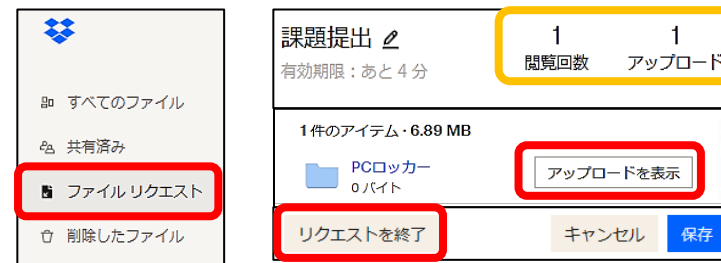 すべてのファイル
共有済み
ファイル リクエスト
削除したファイル
課題提出
有効期限：あと 4 分
1
閲覧回数
1
アップロード
1 件のアイテム・6.89 MB
PCロッカー
0 バイト
アップロードを表示
リクエストを終了
キャンセル
保存